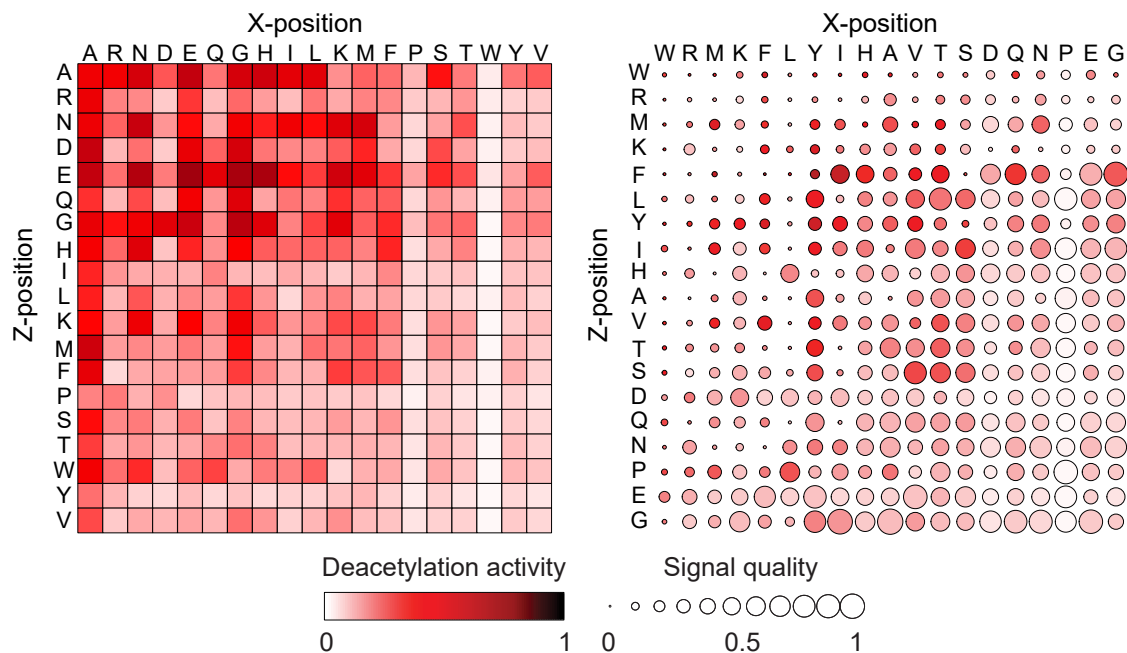 X-position
A R N D E Q G H I L K M F P S T W Y V
Z-position
A
R
N
D
E
Q
G
H
I
L
K
M
F
P
S
T
W
Y
V
X-position
W R M K F L Y I H A V T S D Q N P E G
Z-position
W
R
M
K
F
L
Y
I
H
A
V
T
S
D
Q
N
P
E
G
Deacetylation activity
0 1
Signal quality
0 0.5 1